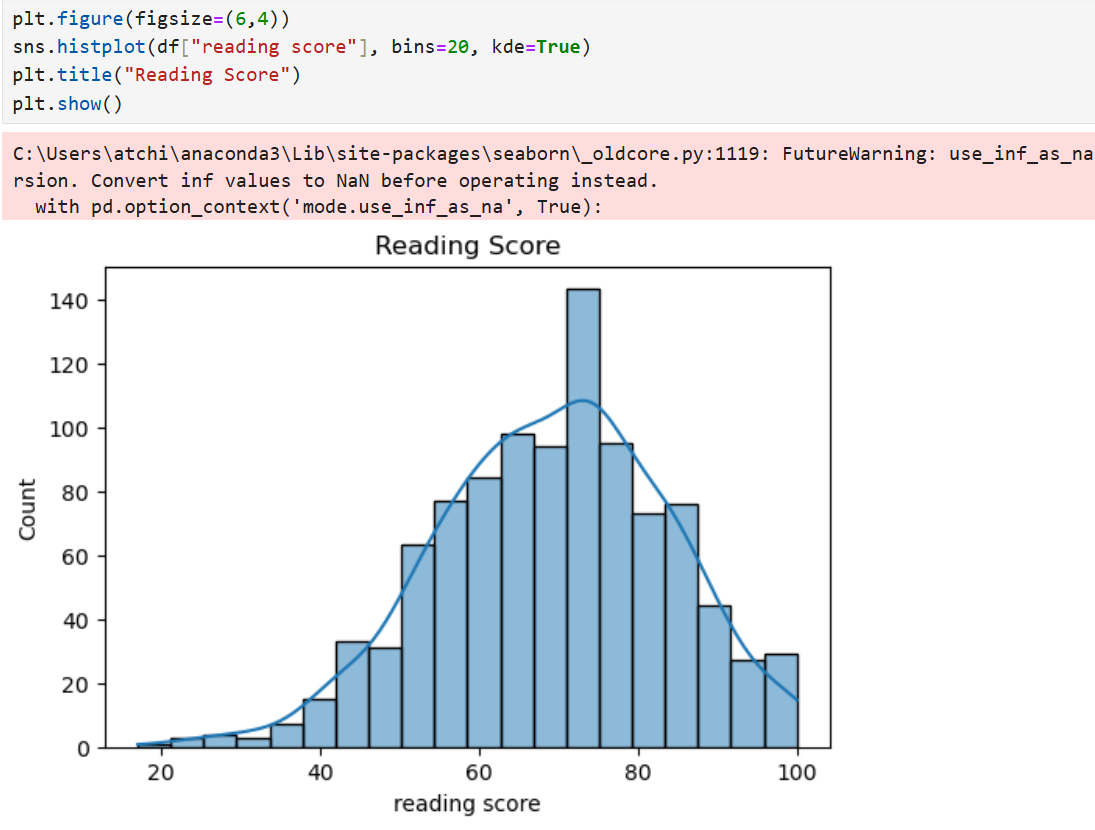 plt.figure(figsize=(6,4))
sns.histplot(df["reading score"], bins=20, kde=True)
plt.title("Reading Score")
plt.show()
C:\Users\atchi\anaconda3\Lib\site-packages\seaborn\_oldcore.py:1119: FutureWarning: use_inf_as_na
rsion. Convert inf values to NaN before operating instead.
  with pd.option_context('mode.use_inf_as_na', True):
Reading Score
140
120
100
80
60
40
20
0
Count
20 40 60 80 100
reading score